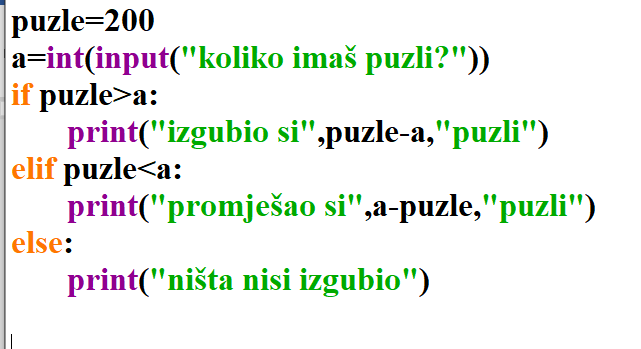 puzle=200
a=int(input("koliko imaš puzli?"))
if puzle>a:
print("izgubio si",puzle-a,"puzli")
elif puzle<a:
print("promješao si",a-puzle,"puzli")
else:
print("ništa nisi izgubio")